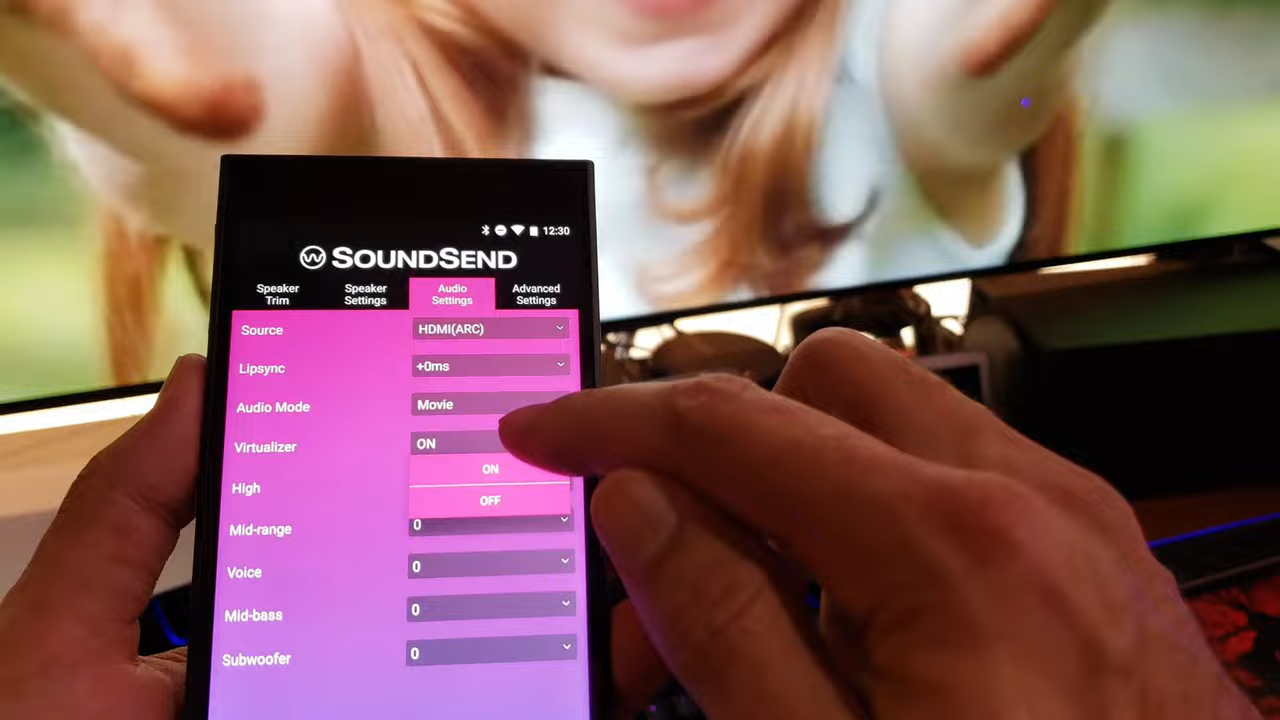 12:30
SOUNDSEND
Speaker Trim
Speaker Settings
Audio Settings
Advanced Settings
Source HDMI(ARC)
Lipsync +0ms
Audio Mode Movie
Virtualizer ON
ON
High
OFF
Mid-range 0
Voice 0
Mid-bass 0
Subwoofer 0